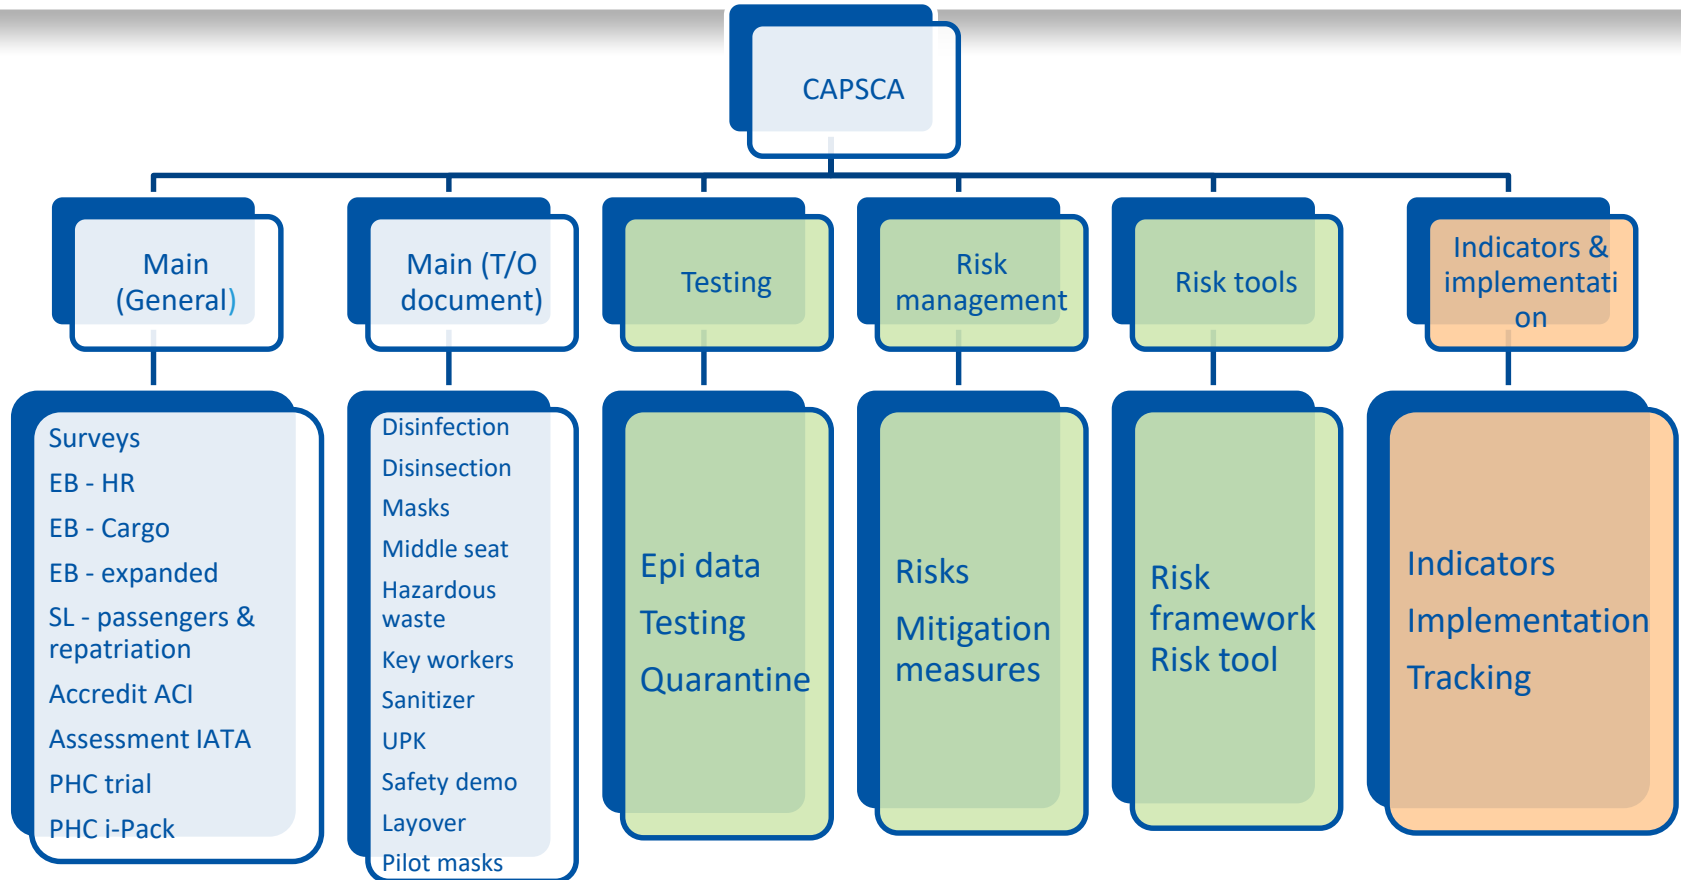 CAPSCA
Main
(General)
Main (T/O
document)
Testing
Risk
management
Risk tools
Indicators &
implementati
on
Surveys
EB - HR
EB - Cargo
EB - expanded
SL - passengers &
repatriation
Accredit ACI
Assessment IATA
PHC trial
PHC i-Pack
Disinfection
Disinsection
Masks
Middle seat
Hazardous
waste
Key workers
Sanitizer
UPK
Safety demo
Layover
Pilot masks
Epi data
Testing
Quarantine
Risks
Mitigation
measures
Risk
framework
Risk tool
Indicators
Implementation
Tracking